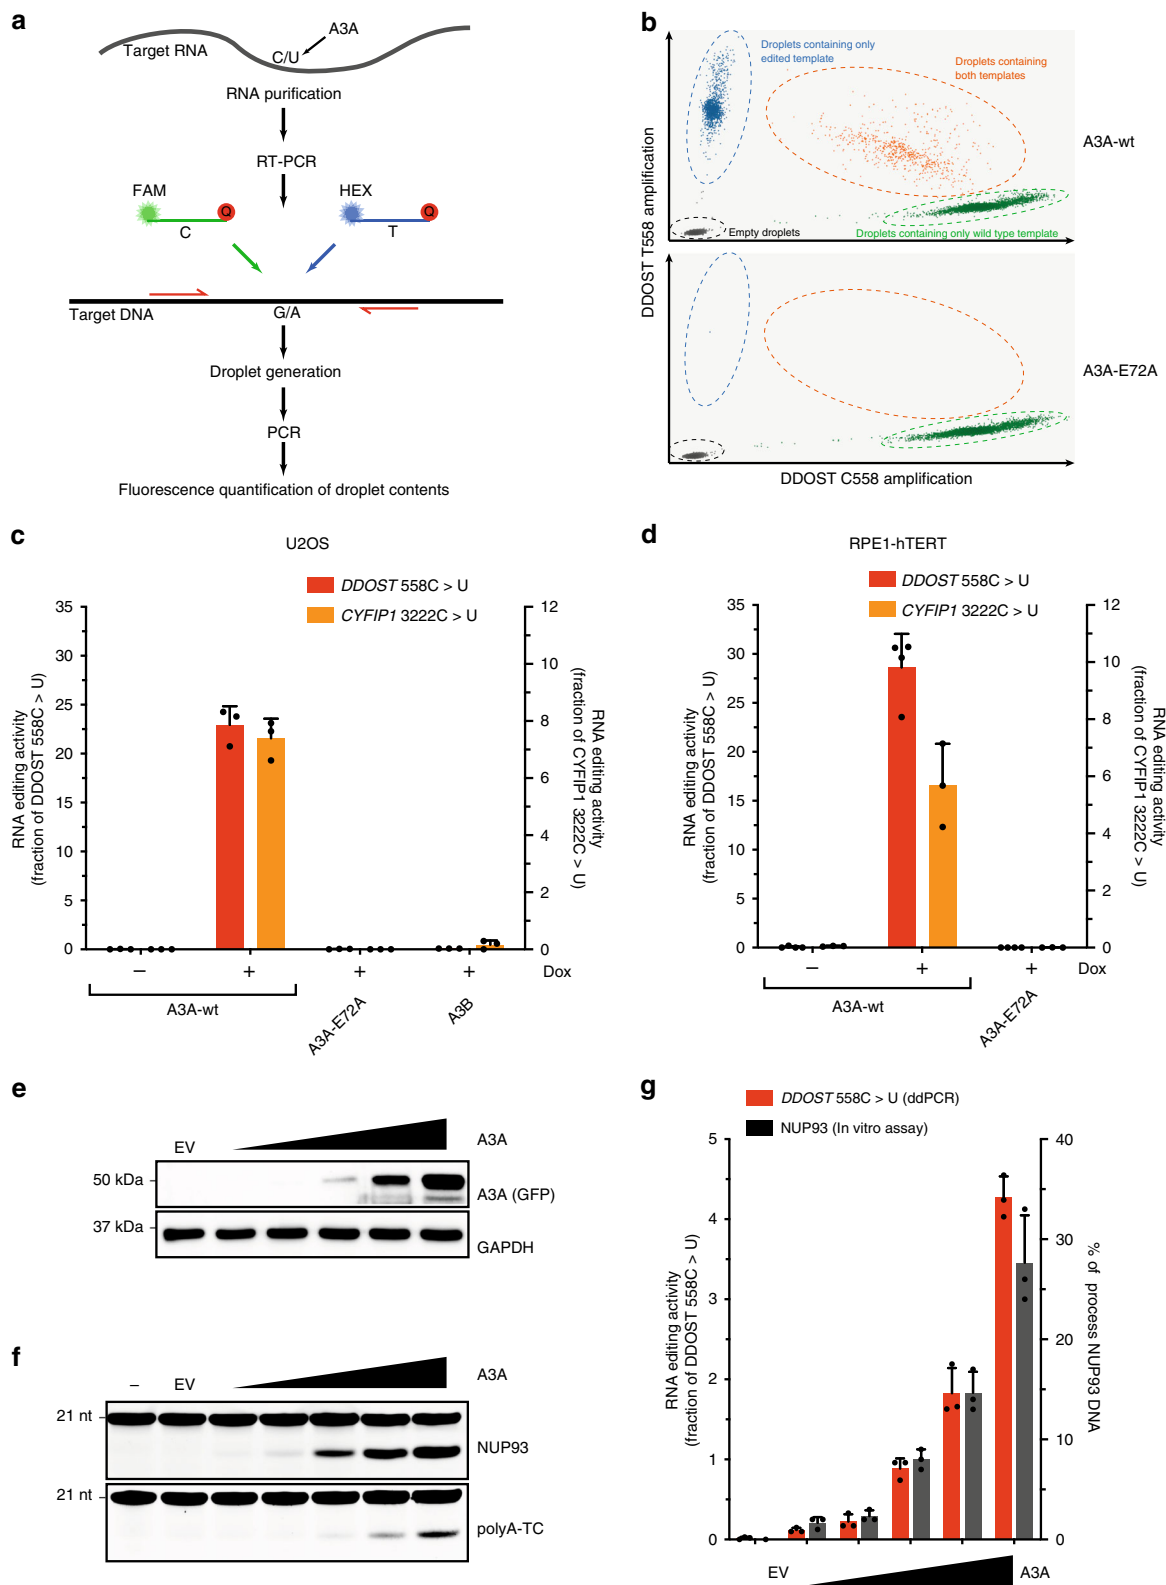 a
Target RNA
A3A
C/U
RNA purification
RT-PCR
FAM
HEX
Q
Q
C
T
Target DNA
G/A
Droplet generation
PCR
Fluorescence quantification of droplet contents
b
Droplets containing only
edited template
Droplets containing
both templates
Empty droplets
Droplets containing only wild type template
A3A-wt
A3A-E72A
DDOST T558 amplification
DDOST C558 amplification
c
U2OS
DDOST 558C > U
CYFIP1 3222C > U
35
30
25
20
15
10
5
0
12
10
8
6
4
2
0
RNA editing activity
(fraction of DDOST 558C > U)
RNA editing activity
(fraction of CYFIP1 3222C > U)
–
+
+
+
Dox
A3A-wt
A3A-E72A
A3B
d
RPE1-hTERT
DDOST 558C > U
CYFIP1 3222C > U
35
30
25
20
15
10
5
0
12
10
8
6
4
2
0
RNA editing activity
(fraction of DDOST 558C > U)
RNA editing activity
(fraction of CYFIP1 3222C > U)
–
+
+
Dox
A3A-wt
A3A-E72A
e
EV
A3A
50 kDa
A3A (GFP)
37 kDa
GAPDH
f
–
EV
A3A
21 nt
NUP93
21 nt
polyA-TC
g
DDOST 558C > U (ddPCR)
NUP93 (In vitro assay)
5
4
3
2
1
0
40
30
20
10
0
RNA editing activity
(fraction of DDOST 558C > U)
% of process NUP93 DNA
EV
A3A